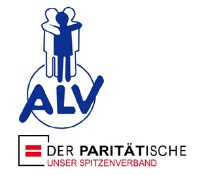 ALV
DER PARITÄTISCHE
UNSER SPITZENVERBAND